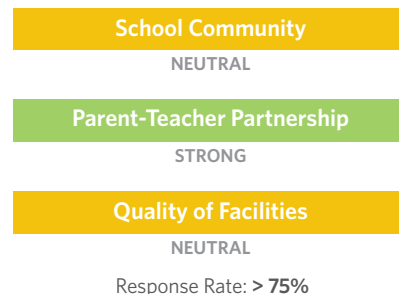 School Community
NEUTRAL
Parent-Teacher Partnership
STRONG
Quality of Facilities
NEUTRAL
Response Rate: > 75%